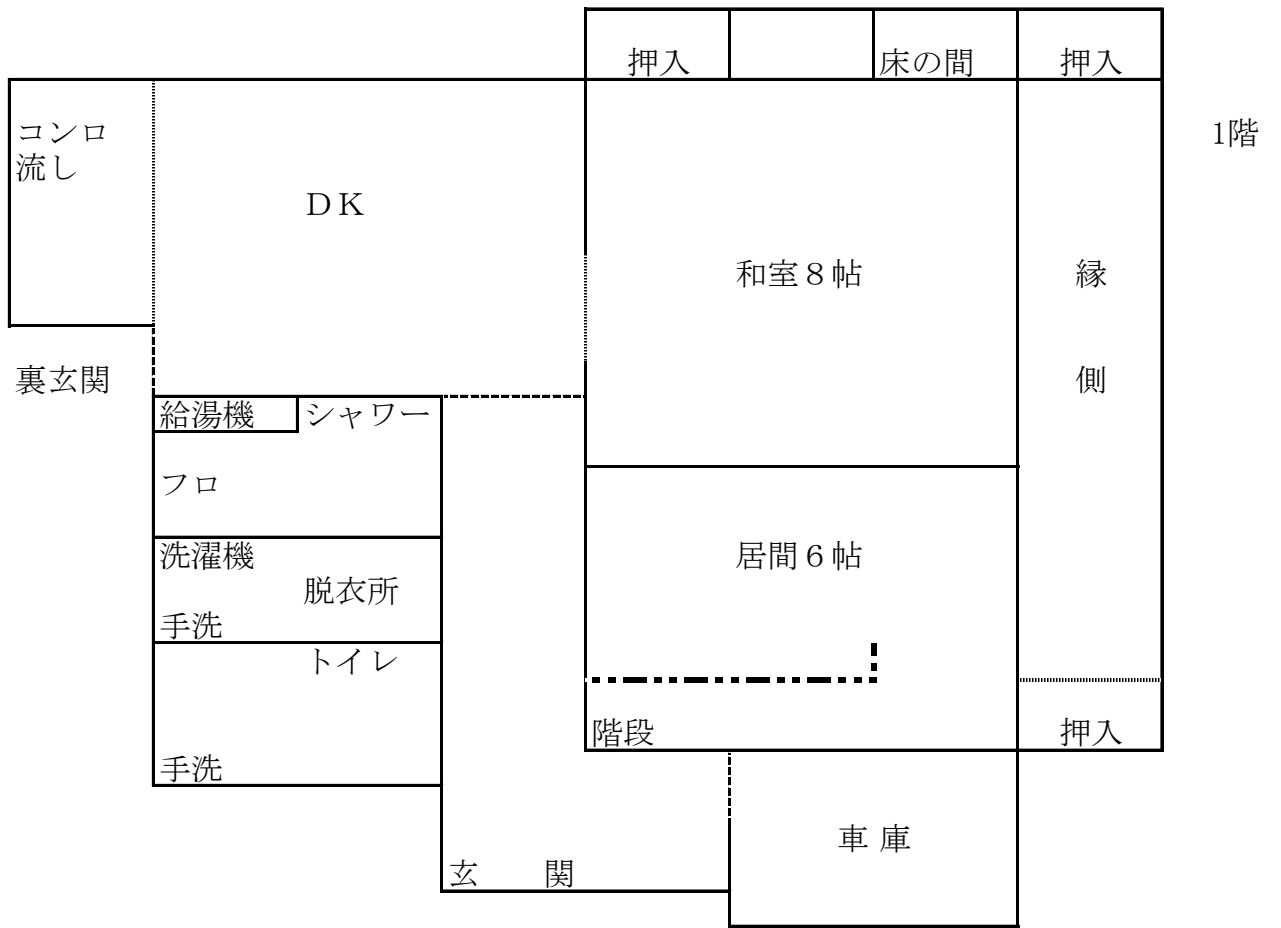 押入
床の間
押入
コンロ
流し
1階
ＤＫ
和室８帖
縁
側
裏玄関
給湯機
シャワー
フロ
洗濯機
脱衣所
手洗
居間６帖
トイレ
手洗
階段
押入
車 庫
玄　　関